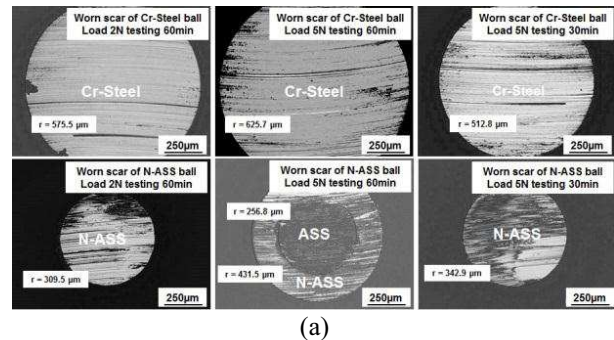 Worn scar of Cr-Steel ball
Load 2N testing 60min
Cr-Steel
r = 575.5 µm
250µm
Worn scar of Cr-Steel ball
Load 5N testing 60min
Cr-Steel
r = 625.7 µm
250µm
Worn scar of Cr-Steel ball
Load 5N testing 30min
Cr-Steel
r = 512.8 µm
250µm
Worn scar of N-ASS ball
Load 2N testing 60min
N-ASS
r = 309.5 µm
250µm
Worn scar of N-ASS ball
Load 5N testing 60min
r = 256.8 µm
ASS
r = 431.5 µm
N-ASS
250µm
Worn scar of N-ASS ball
Load 5N testing 30min
N-ASS
r = 342.9 µm
250µm
(a)